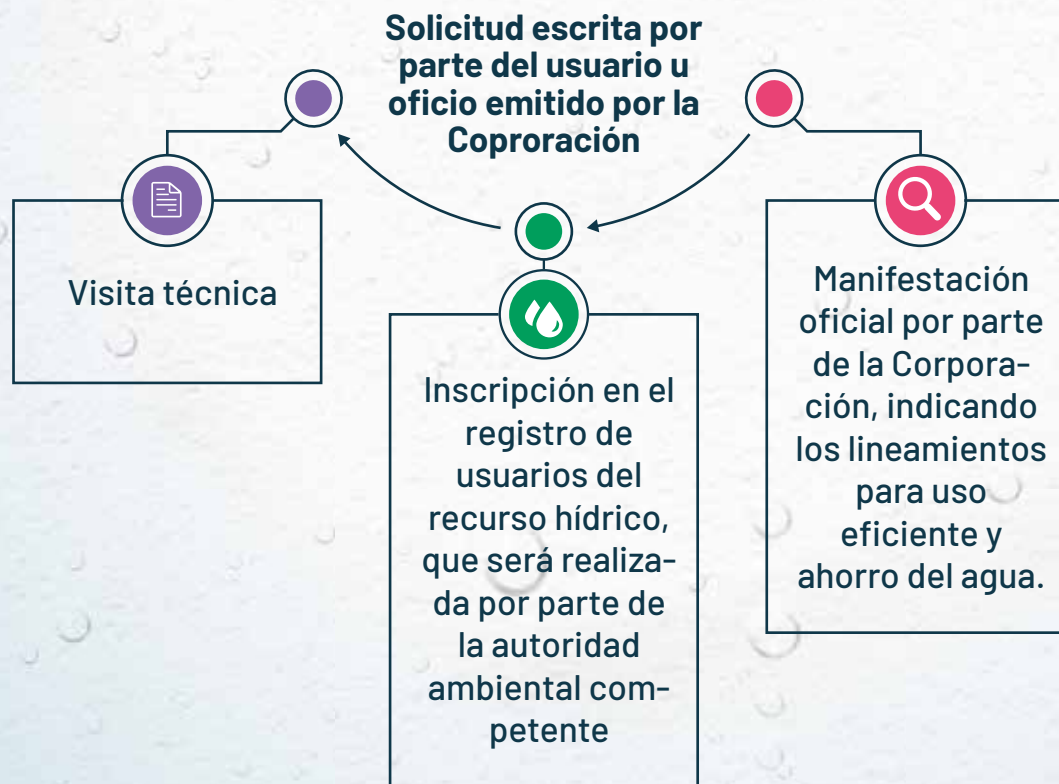 Solicitud escrita por
parte del usuario u
oficio emitido por la
Coproración
Visita técnica
Inscripción en el
registro de
usuarios del
recurso hídrico,
que será realiza-
da por parte de
la autoridad
ambiental com-
petente
Manifestación
oficial por parte
de la Corpora-
ción, indicando
los lineamientos
para uso
eficiente y
ahorro del agua.